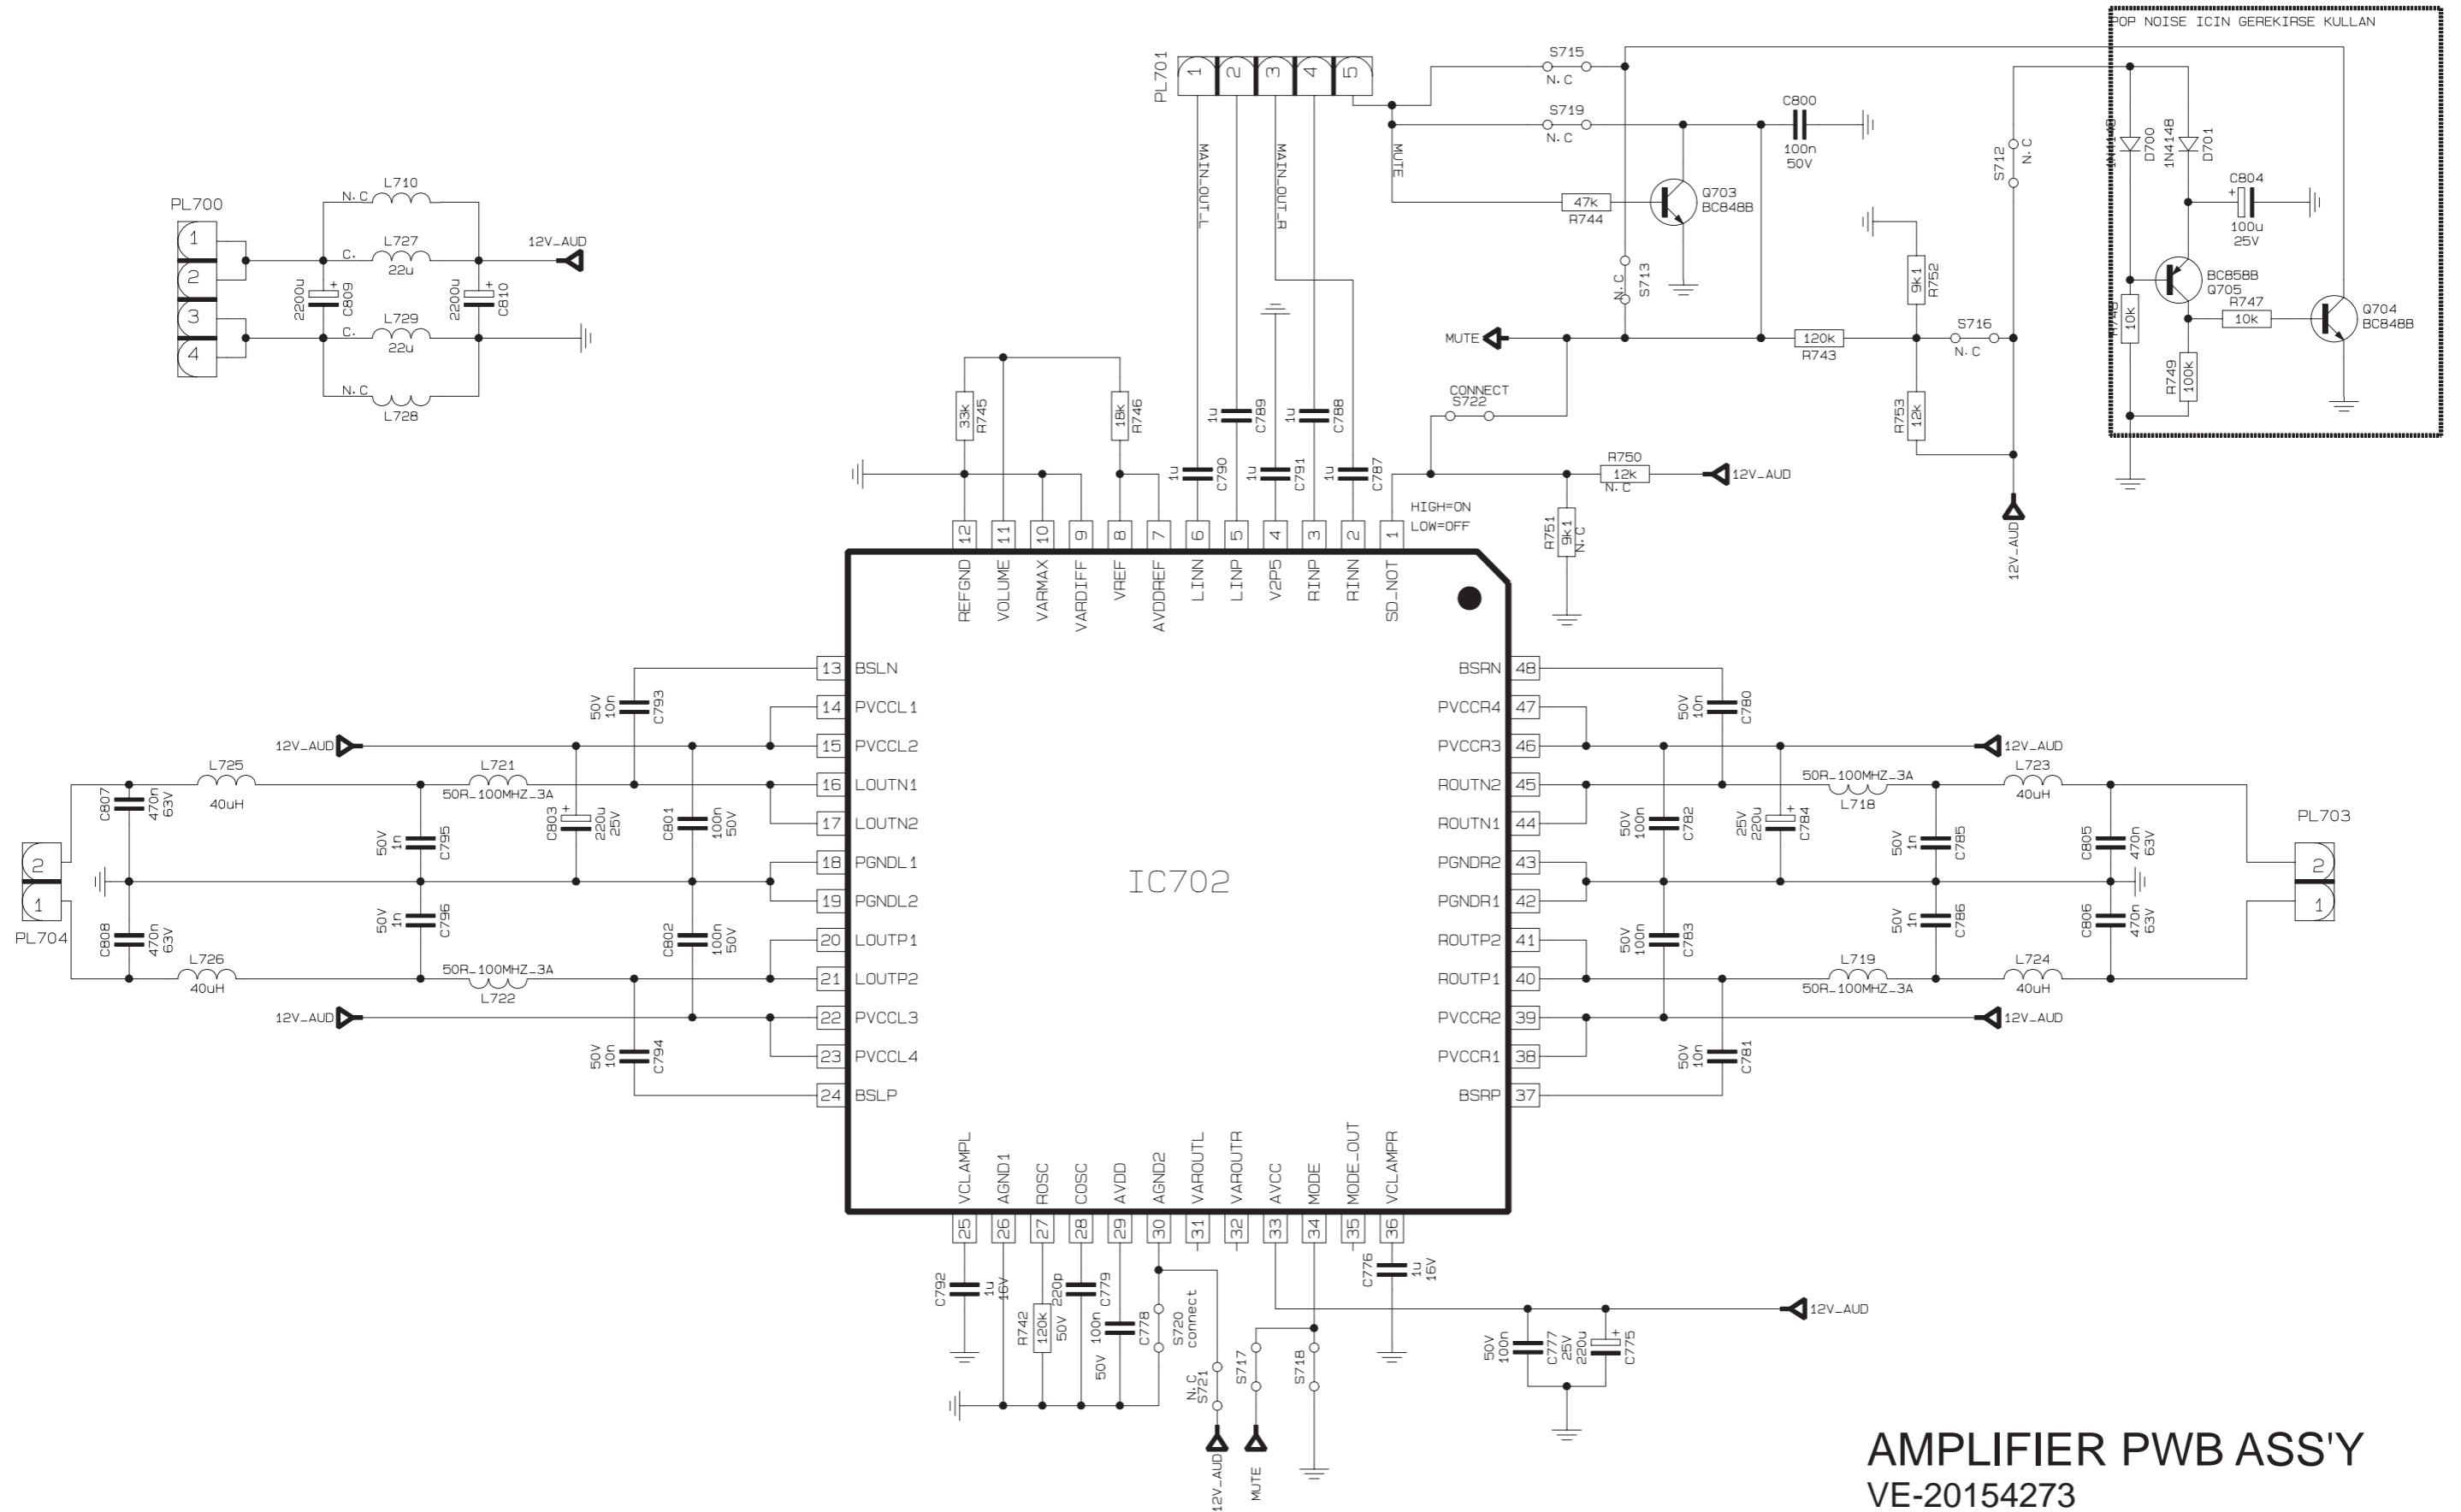 POP NOISE ICIN GEREKIRSE KULLAN
PL701
1 2 3 4 5
S715
N.C
S719
N.C
C800
100n
50V
MUTE
MAIN_OUT_L
MAIN_OUT_R
47k
R744
Q703
BC848B
S712
N.C
D700
1N4148
D701
C804
+
100u
25V
BC858B
Q705
R747
10k
Q704
BC848B
10k
R749
100k
PL700
1
2
3
4
N.C
L710
C.
L727
22u
12V_AUD
2200u
+
C809
2200u
+
C810
C.
L729
22u
N.C
L728
N.C
S713
9k1
R752
MUTE
120k
R743
S716
N.C
R753
12k
CONNECT
S722
33k
R745
18k
R746
1u
C789
1u
C788
1u
C790
1u
C791
1u
C787
R750
12k
N.C
12V_AUD
HIGH=ON
LOW=OFF
R751
9k1
N.C
12V_AUD
12 11 10 9 8 7 6 5 4 3 2 1
REFGND
VOLUME
VARMAX
VARDIFF
VREF
AVDDREF
LINN
LINP
V2P5
RINP
RINN
SD_NOT
13 BSLN
14 PVCCL1
15 PVCCL2
16 LOUTN1
17 LOUTN2
18 PGNDL1
19 PGNDL2
20 LOUTP1
21 LOUTP2
22 PVCCL3
23 PVCCL4
24 BSLP
IC702
BSRN 48
PVCCR4 47
PVCCR3 46
ROUTN2 45
ROUTN1 44
PGNDR2 43
PGNDR1 42
ROUTP2 41
ROUTP1 40
PVCCR2 39
PVCCR1 38
BSRP 37
50V
10n
C793
12V_AUD
L725
40uH
L721
50R_100MHZ_3A
C807
470n
63V
50V
1n
C795
C803
+
220u
25V
C801
100n
50V
2
1
PL704
C808
470n
63V
50V
1n
C796
C802
100n
50V
L726
40uH
50R_100MHZ_3A
L722
12V_AUD
50V
10n
C794
50V
10n
C780
12V_AUD
50R_100MHZ_3A
L718
L723
40uH
50V
100n
C782
25V
220u
+
C784
50V
1n
C785
C805
470n
63V
PL703
2
1
50V
100n
C783
50V
1n
C786
C806
470n
63V
L719
50R_100MHZ_3A
L724
40uH
12V_AUD
50V
10n
C781
VCLAMPL
AGND1
ROSC
COSC
AVDD
AGND2
VAROUTL
VAROUTR
AVCC
MODE
MODE_OUT
VCLAMPR
25 26 27 28 29 30 31 32 33 34 35 36
C792
1u
16V
R742
120k
220p
50V
C779
100n
50V
C778
S720
connect
N.C
S721
12V_AUD
S717
MUTE
S718
C776
1u
16V
12V_AUD
50V
100n
C777
25V
220u
+
C775
AMPLIFIER PWB ASS'Y
VE-20154273